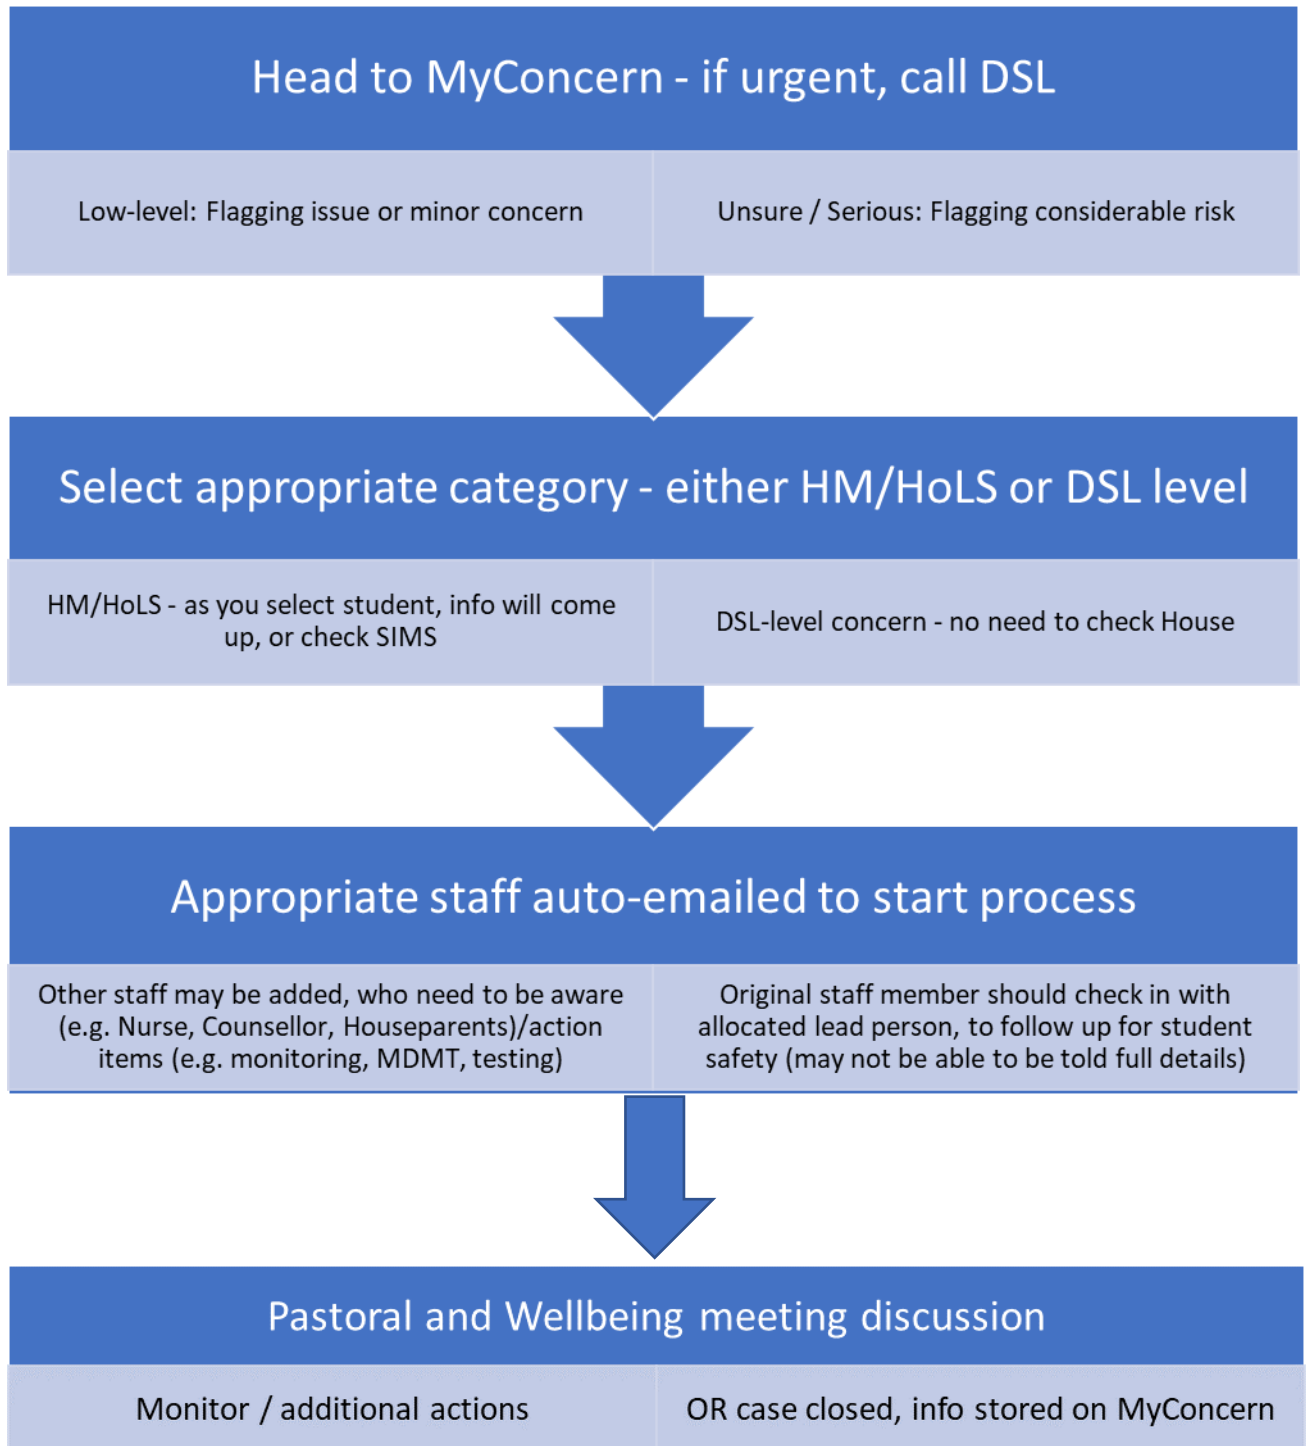 Head to MyConcern - if urgent, call DSL
Low-level: Flagging issue or minor concern
Unsure / Serious: Flagging considerable risk
Select appropriate category - either HM/HoLS or DSL level
HM/HoLS - as you select student, info will come
up, or check SIMS
DSL-level concern - no need to check House
Appropriate staff auto-emailed to start process
Other staff may be added, who need to be aware
(e.g. Nurse, Counsellor, Houseparents)/action
items (e.g. monitoring, MDMT, testing)
Original staff member should check in with
allocated lead person, to follow up for student
safety (may not be able to be told full details)
Pastoral and Wellbeing meeting discussion
Monitor / additional actions
OR case closed, info stored on MyConcern